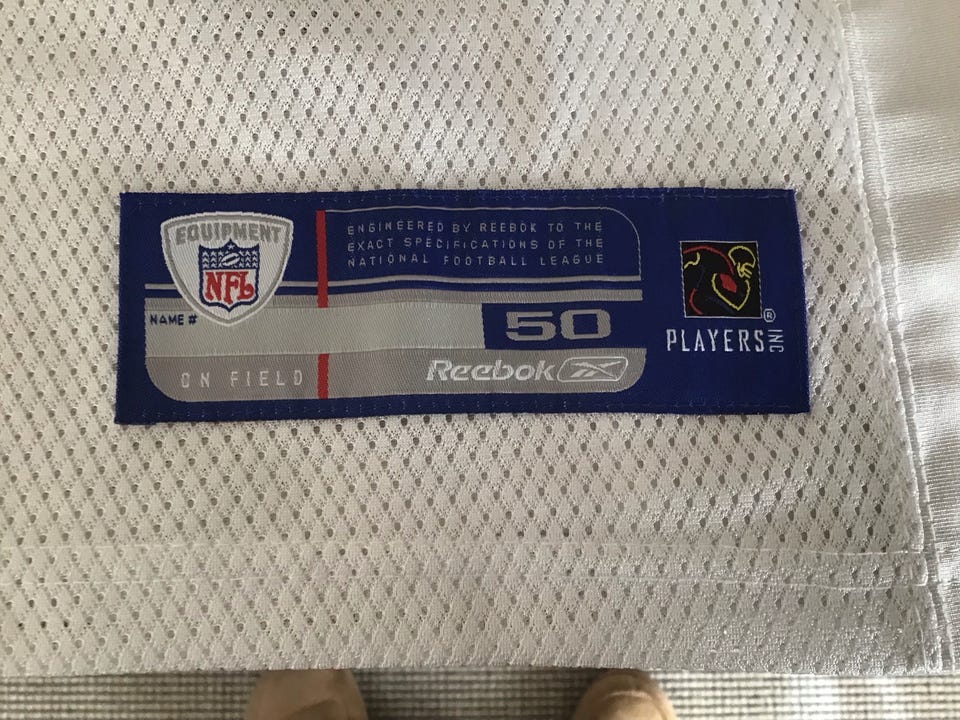 EQUIPMENT
NFL
ENGINEERED BY REEBOK TO THE
EXACT SPECIFICATIONS OF THE
NATIONAL FOOTBALL LEAGUE
NAME #
50
ON FIELD
Reebok
PLAYERS INC
®